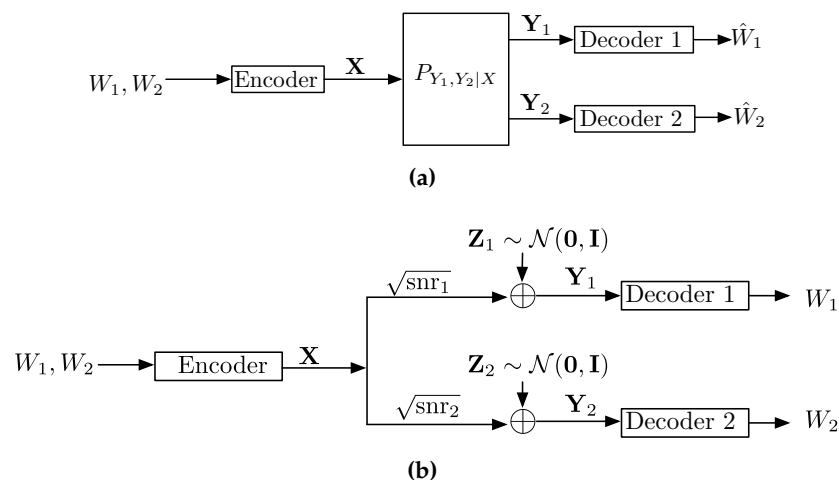 W₁, W₂ Encoder X P_{Y₁,Y₂|X} Y₁ Decoder 1 Ŵ₁
Y₂ Decoder 2 Ŵ₂
(a)
Z₁ ∼ 𝒩(0, I)
√snr₁ Y₁ Decoder 1 W₁
W₁, W₂ Encoder X
Z₂ ∼ 𝒩(0, I)
√snr₂ Y₂ Decoder 2 W₂
(b)